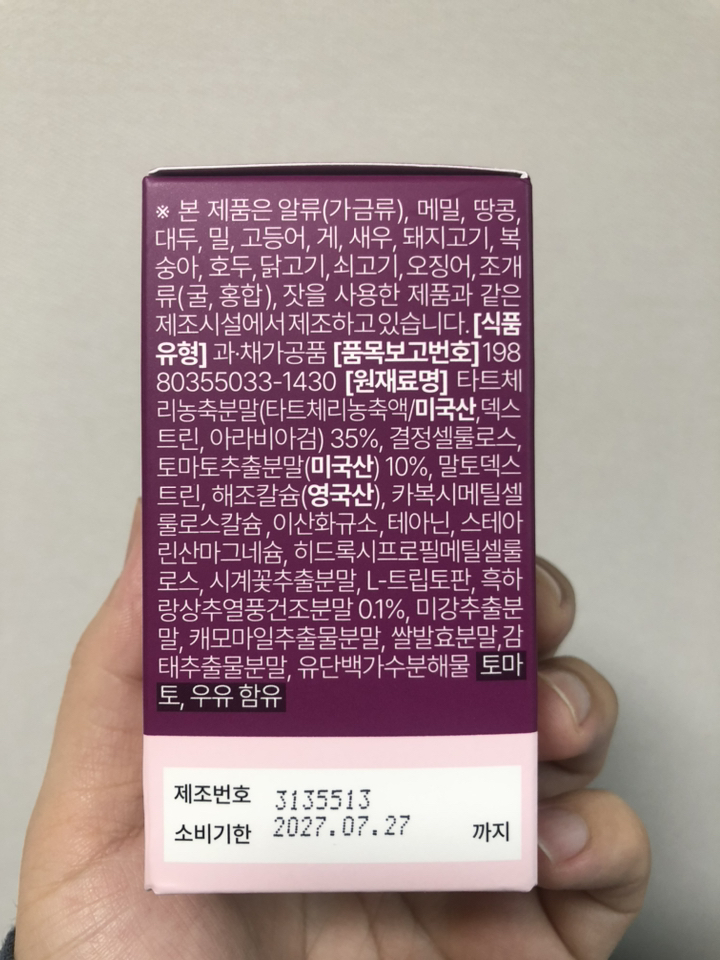 ※ 본 제품은 알류(가금류), 메밀, 땅콩,
대두, 밀, 고등어, 게, 새우, 돼지고기, 복
숭아, 호두, 닭고기, 쇠고기, 오징어, 조개
류(굴, 홍합), 잣을 사용한 제품과 같은
제조시설에서 제조하고 있습니다. [식품
유형] 과·채가공품 [품목보고번호] 198
80355033-1430 [원재료명] 타트체
리농축분말(타트체리농축액/미국산,덱스
트린, 아라비아검) 35%, 결정셀룰로스,
토마토추출분말(미국산) 10%, 말토덱스
트린, 해조칼슘(영국산), 카복시메틸셀
룰로스칼슘, 이산화규소, 테아닌, 스테아
린산마그네슘, 히드록시프로필메틸셀룰
로스, 시계꽃추출분말, L-트립토판, 흑하
랑상추열풍건조분말 0.1%, 미강추출분
말, 캐모마일추출물분말, 쌀발효분말,감
태추출물분말, 유단백가수분해물 토마
토, 우유 함유
제조번호 3135513
소비기한 2027.07.27 까지